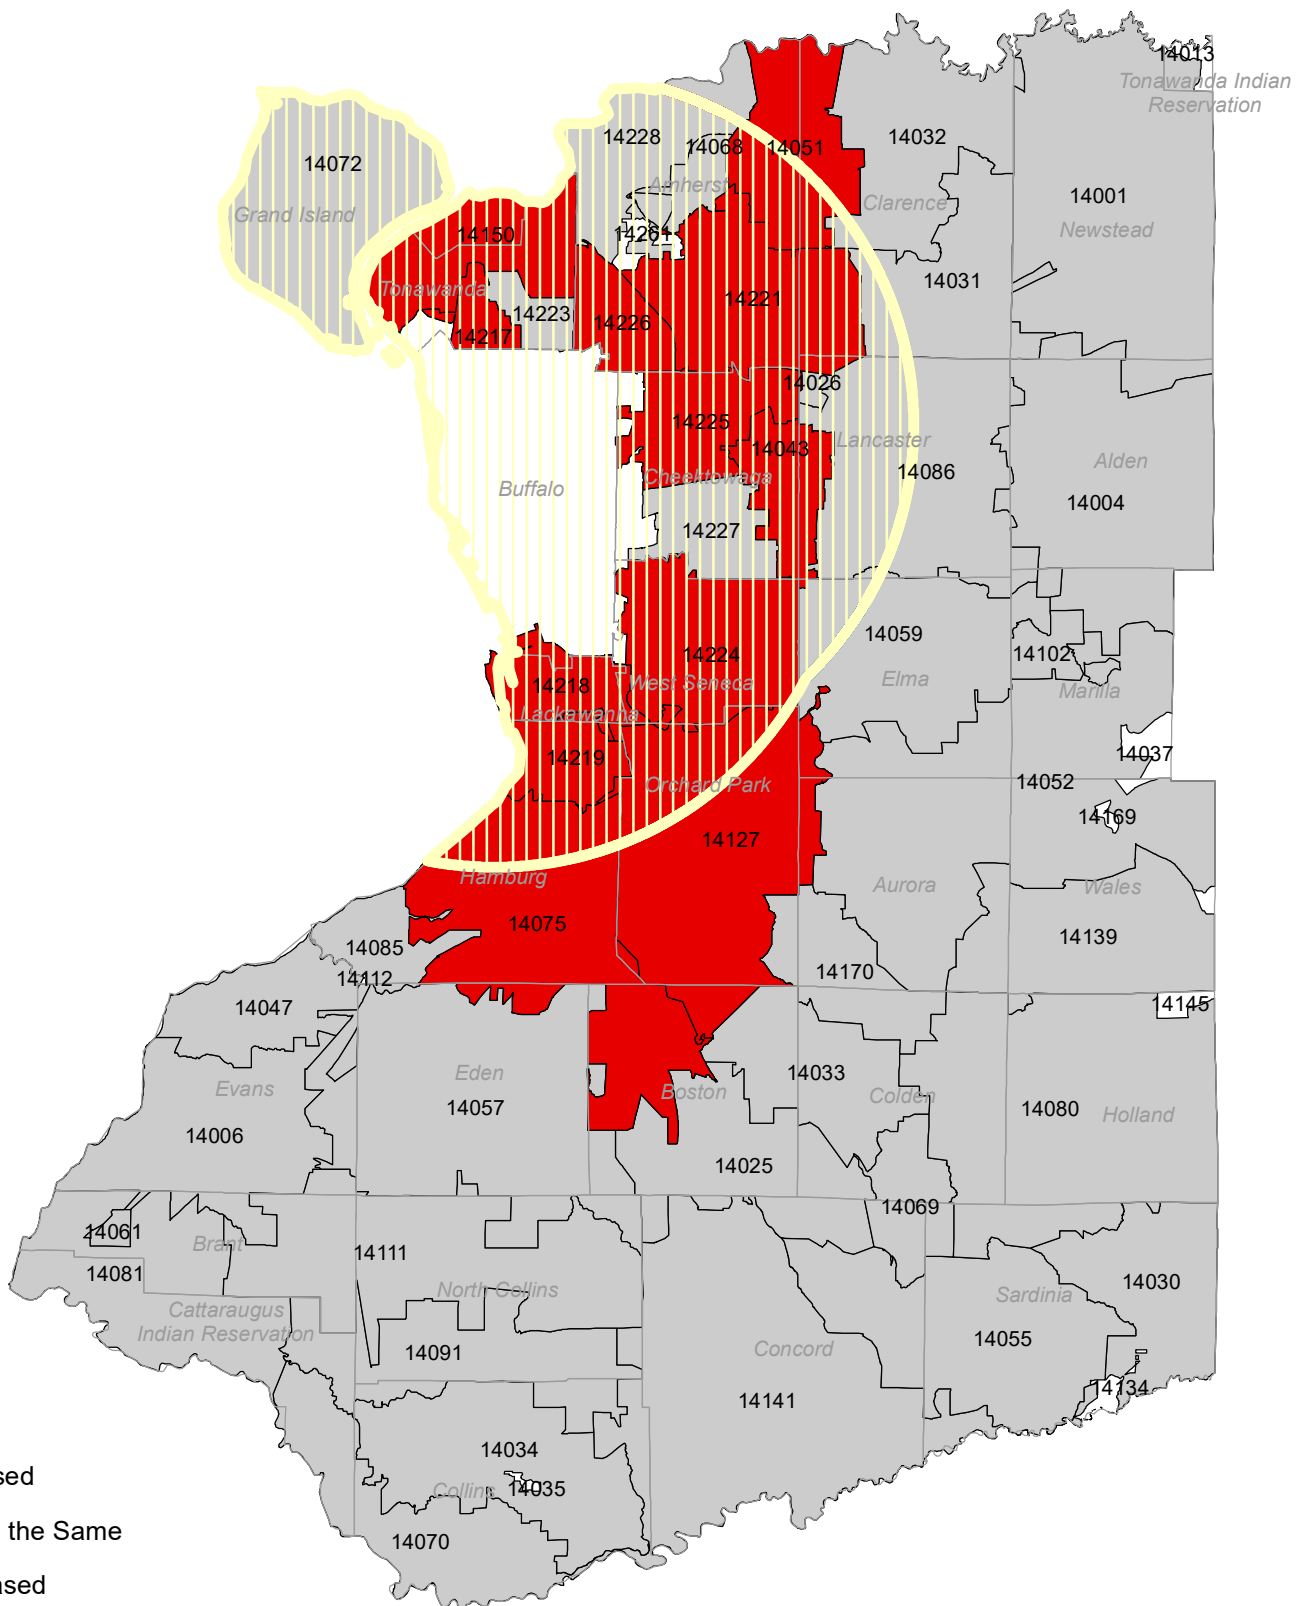 14013
Tonawanda Indian
Reservation
14228
14068
14051
14032
14072
Amherst
14001
Clarence
Grand Island
Newstead
14150
14261
14031
Tonawanda
14221
14223
14226
14217
14026
14225
Lancaster
14043
Alden
Cheektowaga
14086
Buffalo
14004
14227
14059
14224
14102
Elma
West Seneca
14218
Marilla
Lackawanna
14219
14037
Orchard Park
14052
14169
14127
Hamburg
Aurora
Wales
14075
14139
14085
14170
14112
14047
14145
Eden
14033
Evans
Boston
Colden
14057
14080
Holland
14006
14025
14069
14061
Brant
14111
14081
14030
North Collins
Sardinia
Cattaraugus
Indian Reservation
14055
14091
Concord
14134
14141
14034
sed
14035
Collins
the Same
14070
ased